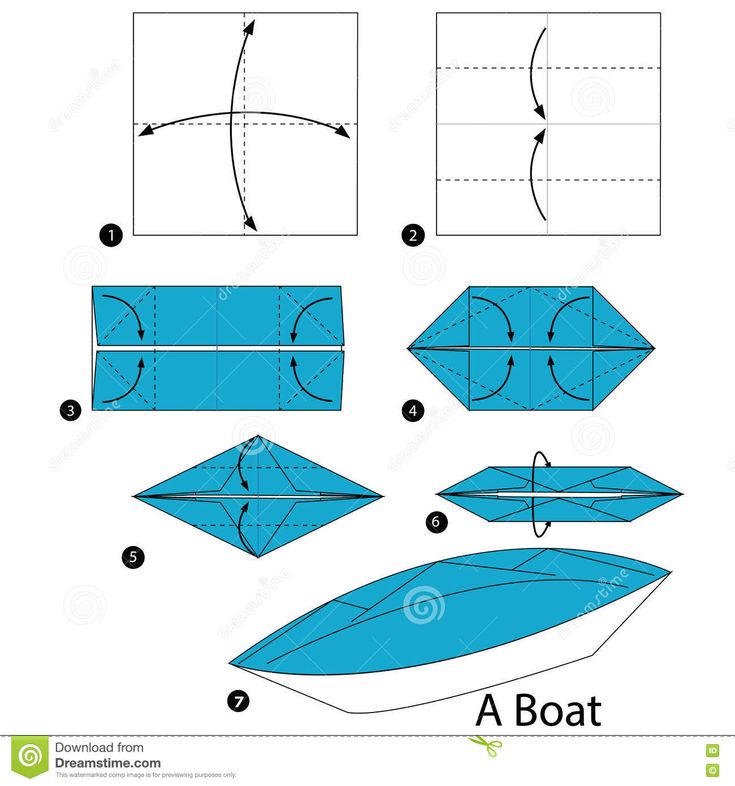 1
2
3
4
5
6
7
A Boat
dreamstime
Download from
Dreamstime.com
This watermarked comp image is for previewing purposes only.
ID
©